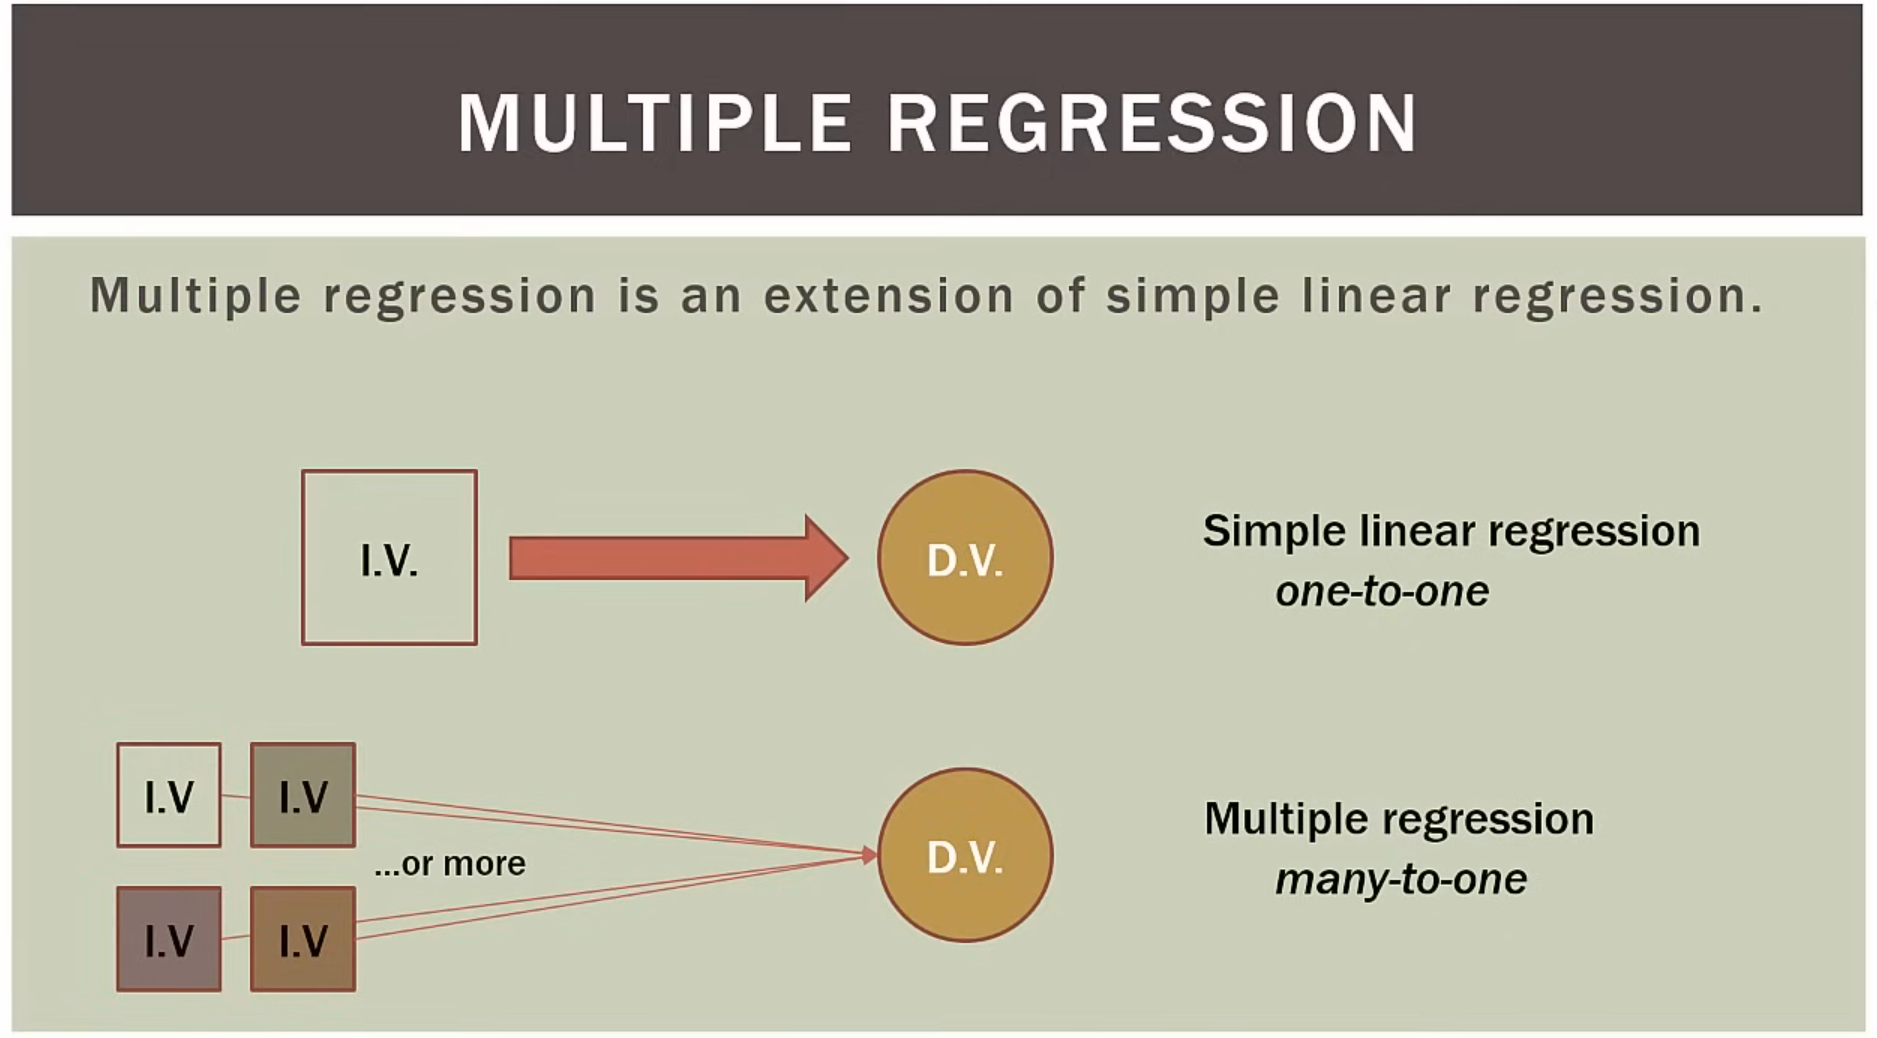 MULTIPLE REGRESSION
Multiple regression is an extension of simple linear regression.
I.V.
D.V.
Simple linear regression
one-to-one
I.V
I.V
...or more
I.V
I.V
D.V.
Multiple regression
many-to-one